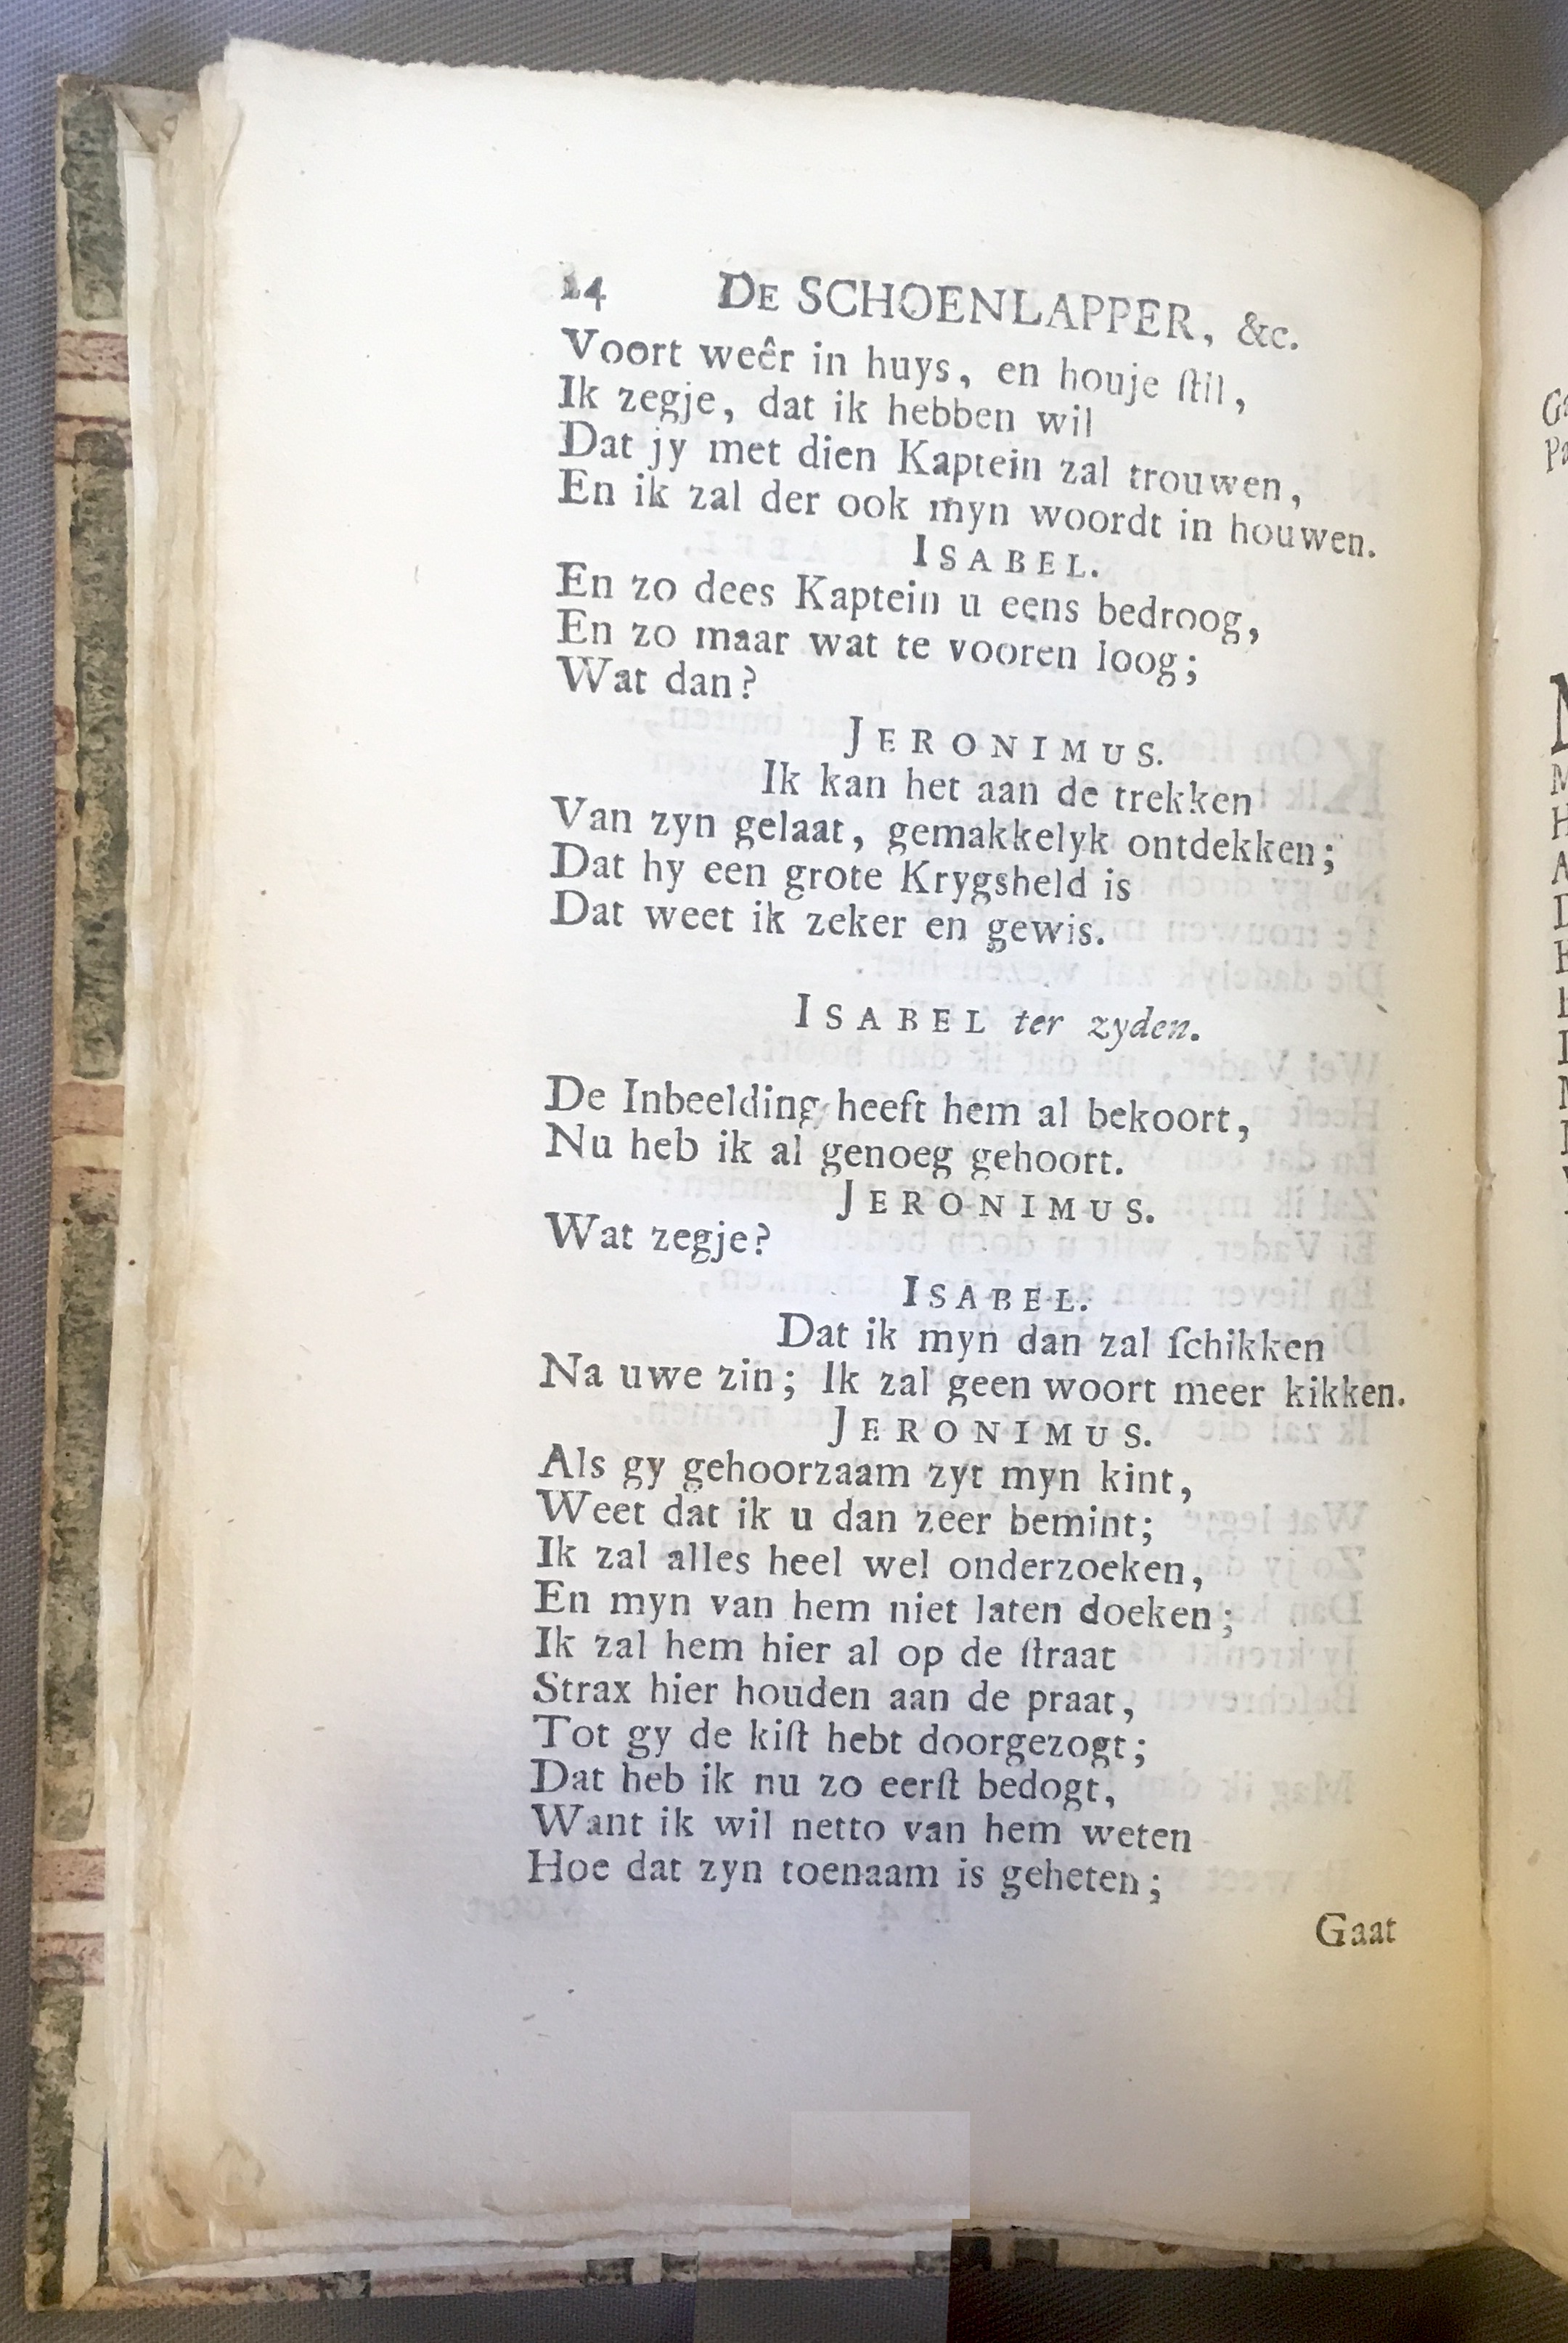 24 DE SCHOENLAPPER, &c.
Voort weêr in huys, en houje ſtil,
Ik zegje, dat ik hebben wil
Dat jy met dien Kaptein zal trouwen,
En ik zal der ook myn woordt in houwen.
ISABEL.
En zo dees Kaptein u eens bedroog,
En zo maar wat te vooren loog;
Wat dan?
JERONIMUS.
Ik kan het aan de trekken
Van zyn gelaat, gemakkelyk ontdekken;
Dat hy een grote Krygsheld is
Dat weet ik zeker en gewis.
ISABEL ter zyden.
De Inbeelding heeft hem al bekoort,
Nu heb ik al genoeg gehoort.
JERONIMUS.
Wat zegje?
ISABEL.
Dat ik myn dan zal ſchikken
Na uwe zin; Ik zal geen woort meer kikken.
JERONIMUS.
Als gy gehoorzaam zyt myn kint,
Weet dat ik u dan zeer bemint;
Ik zal alles heel wel onderzoeken,
En myn van hem niet laten doeken;
Ik zal hem hier al op de ſtraat
Strax hier houden aan de praat,
Tot gy de kiſt hebt doorgezogt;
Dat heb ik nu zo eerſt bedogt,
Want ik wil netto van hem weten
Hoe dat zyn toenaam is geheten;
Gaat